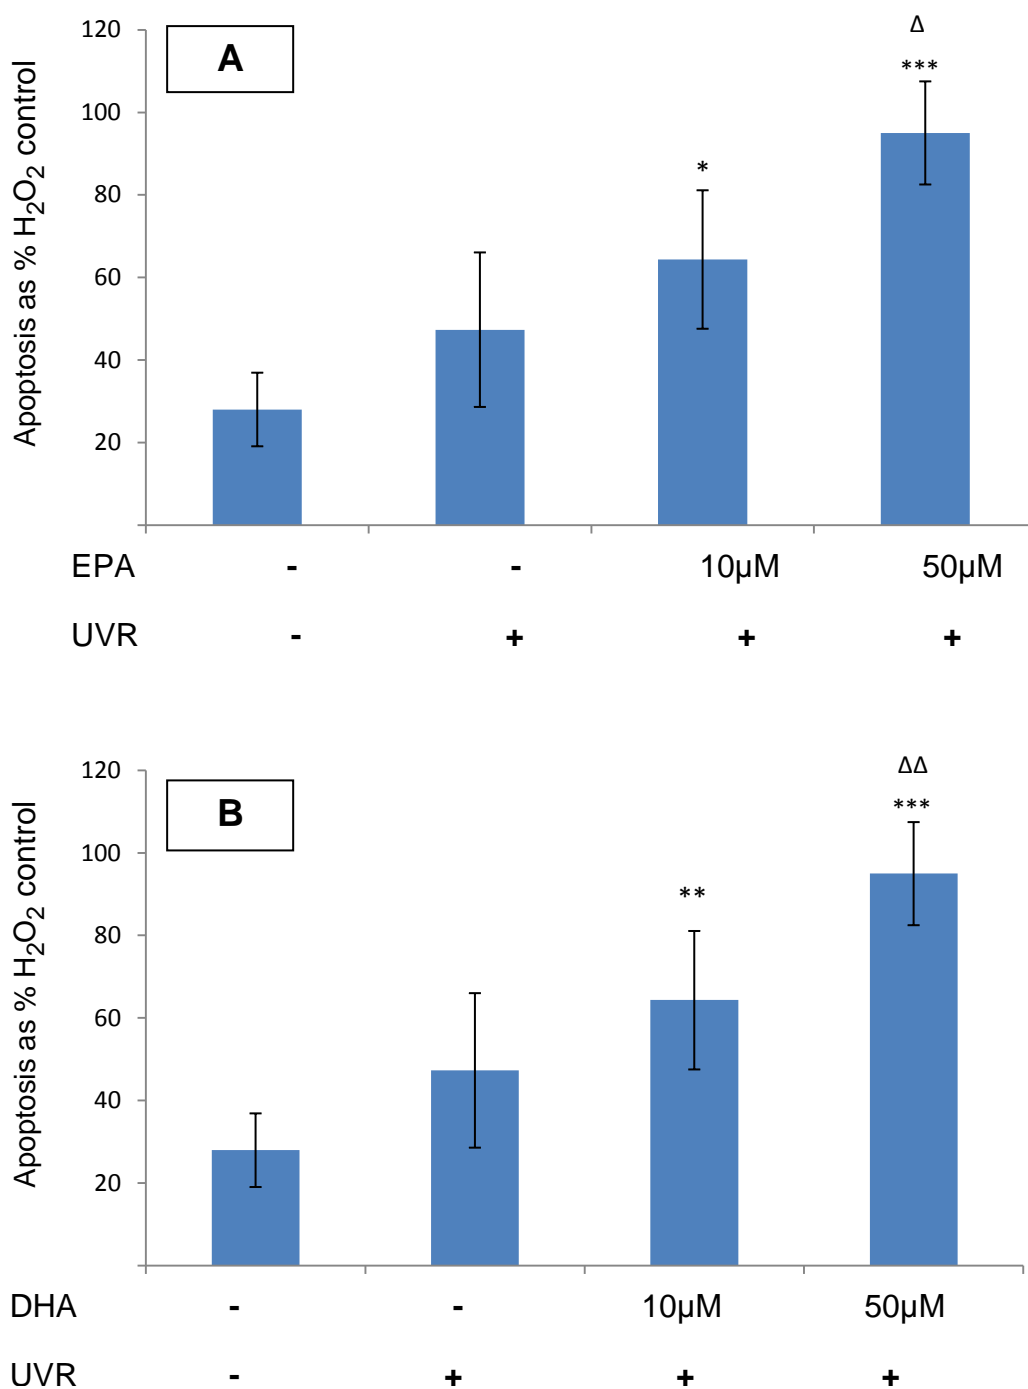 A
Apoptosis as % H₂O₂ control
120
100
80
60
40
20
*
***
Δ
EPA - - 10µM 50µM
UVR - + + +
B
Apoptosis as % H₂O₂ control
120
100
80
60
40
20
**
***
ΔΔ
DHA - - 10µM 50µM
UVR - + + +